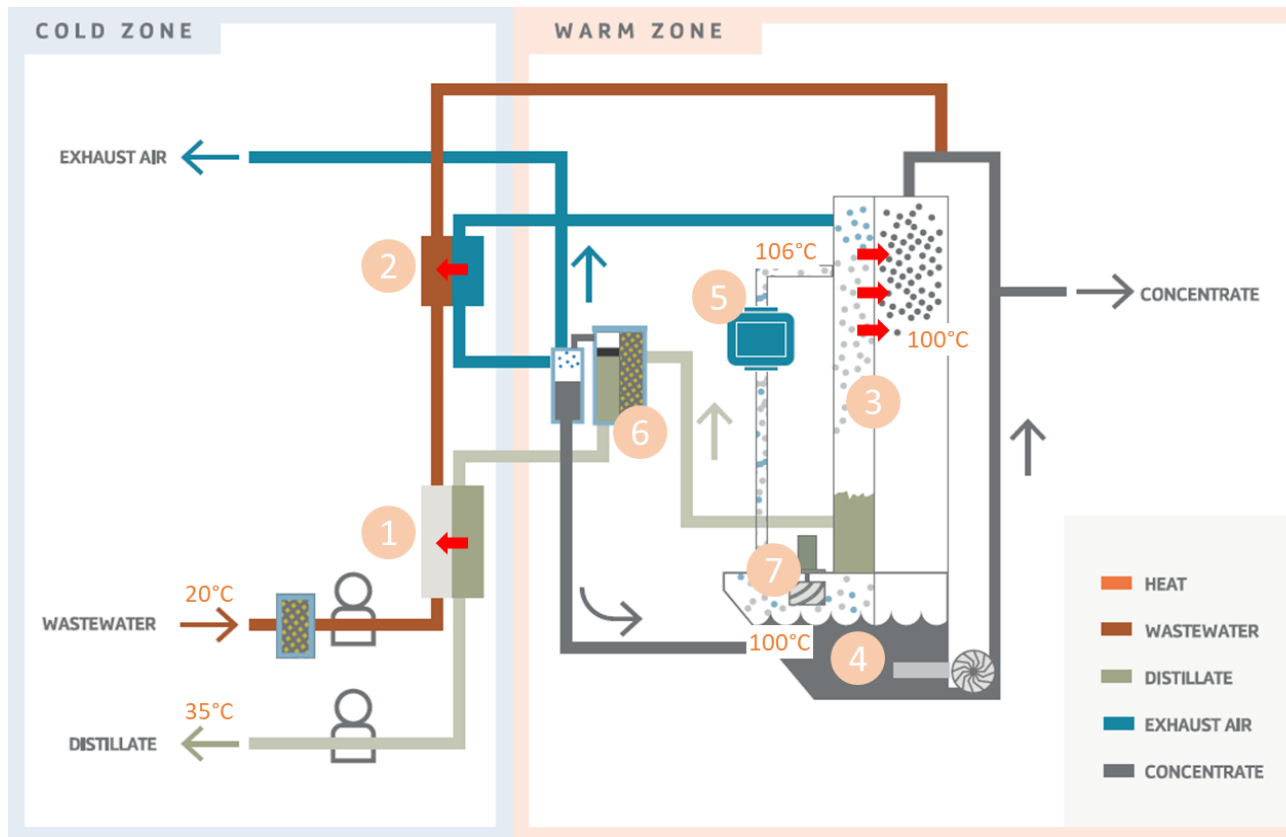 COLD ZONE
WARM ZONE
EXHAUST AIR
2
106°C
5
100°C
CONCENTRATE
3
6
1
7
20°C
WASTEWATER
100°C
4
35°C
DISTILLATE
HEAT
WASTEWATER
DISTILLATE
EXHAUST AIR
CONCENTRATE